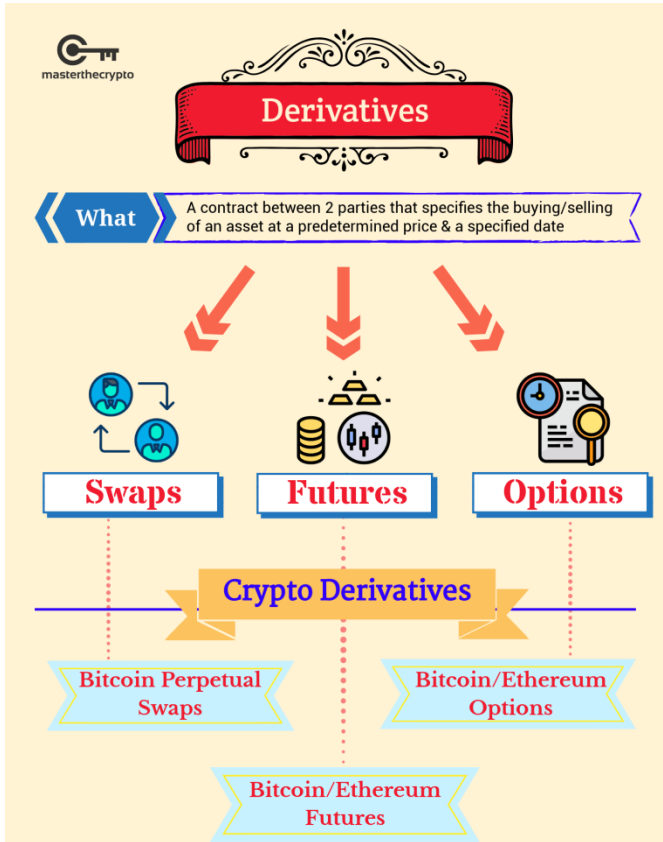 masterthecrypto
Derivatives
What
A contract between 2 parties that specifies the buying/selling
of an asset at a predetermined price & a specified date
Swaps
Futures
Options
Crypto Derivatives
Bitcoin Perpetual
Swaps
Bitcoin/Ethereum
Options
Bitcoin/Ethereum
Futures